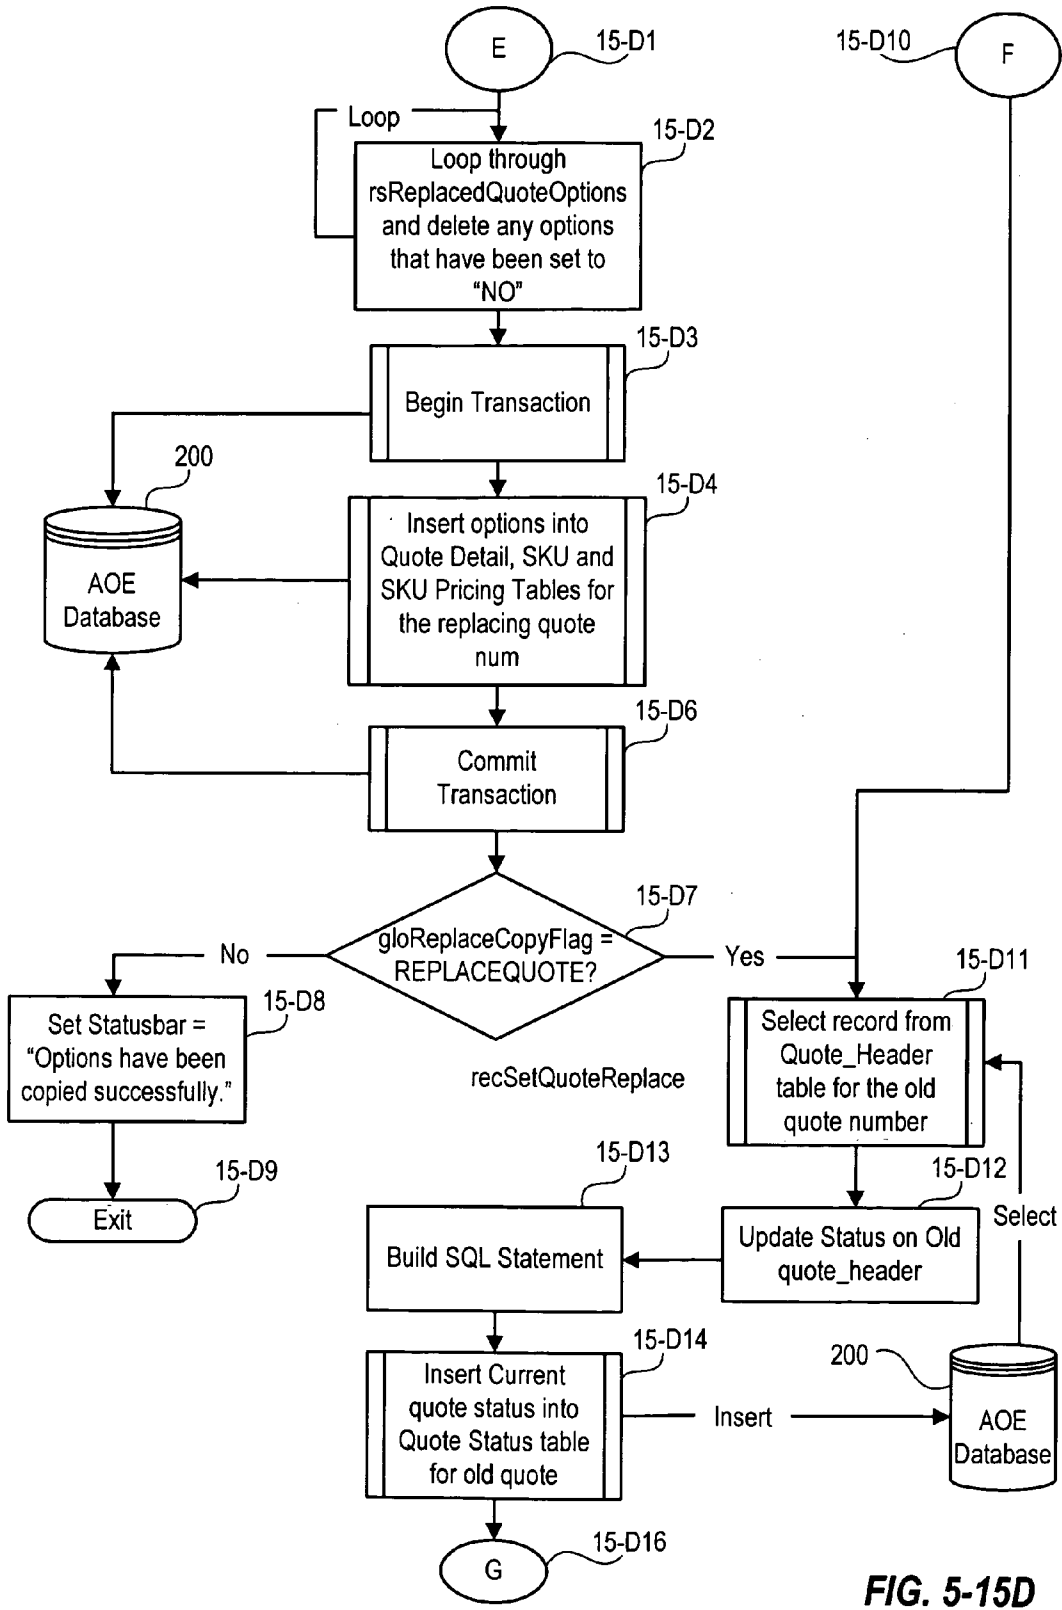 E
15-D1
15-D10
F
Loop
15-D2
Loop through
rsReplacedQuoteOptions
and delete any options
that have been set to
“NO”
15-D3
Begin Transaction
200
15-D4
AOE
Database
Insert options into
Quote Detail, SKU and
SKU Pricing Tables for
the replacing quote
num
15-D6
Commit
Transaction
15-D7
gloReplaceCopyFlag =
REPLACEQUOTE?
No
Yes
15-D8
Set Statusbar =
“Options have been
copied successfully.”
15-D11
Select record from
Quote_Header
table for the old
quote number
recSetQuoteReplace
15-D9
Exit
15-D13
Build SQL Statement
15-D12
Update Status on Old
quote_header
Select
15-D14
Insert Current
quote status into
Quote Status table
for old quote
Insert
200
AOE
Database
15-D16
G
FIG. 5-15D